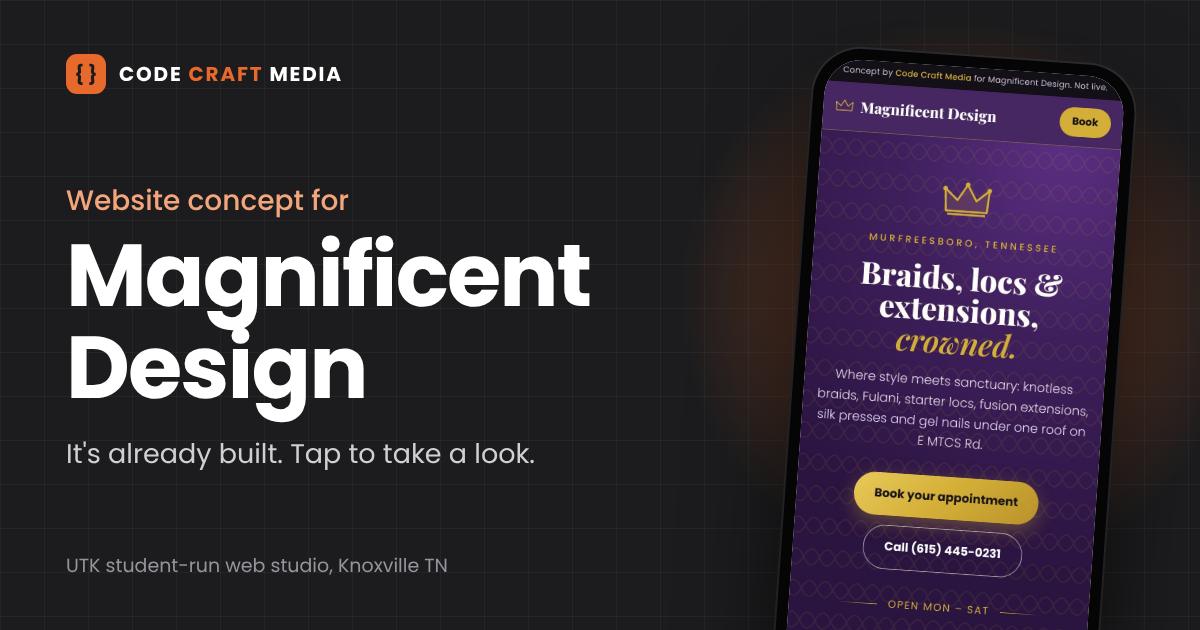 { } CODE CRAFT MEDIA
Website concept for
Magnificent
Design
It's already built. Tap to take a look.
UTK student-run web studio, Knoxville TN
Concept by Code Craft Media for Magnificent Design. Not live.
Magnificent Design
Book
MURFREESBORO, TENNESSEE
Braids, locs &
extensions,
crowned.
Where style meets sanctuary: knotless
braids, Fulani, starter locs, fusion extensions,
silk presses and gel nails under one roof on
E MTCS Rd.
Book your appointment
Call (615) 445-0231
OPEN MON – SAT